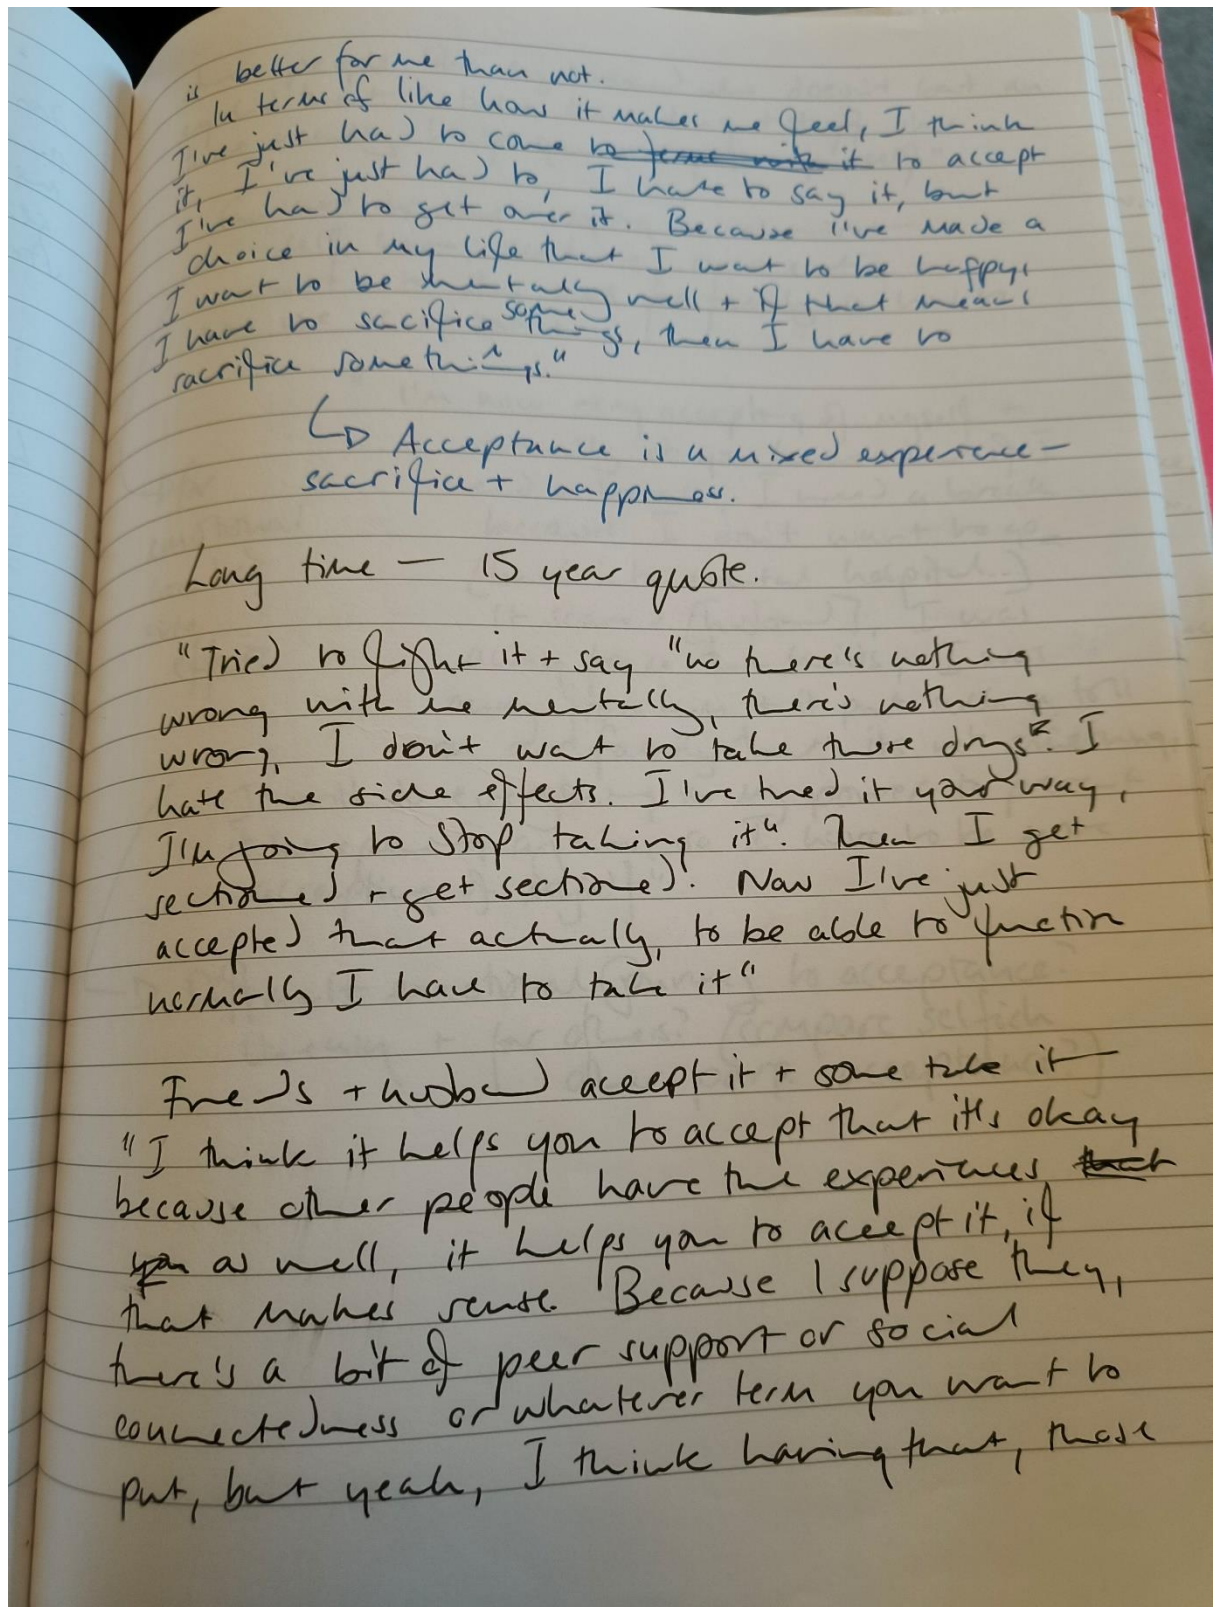 is better for me than not.
In terms of like how it makes me feel, I think
I've just had to come to terms with it to accept
it, I've just had to, I hate to say it, but
I've had to get over it. Because I've made a
choice in my life that I want to be happy,
I want to be mentally well + if that means
I have to sacifice some things, then I have to
sacrifice some things."
↳ Acceptance is a mixed experience -
sacrifice + happiness.
Long time - 15 year quote.
"Tried to fight it + say "no there's nothing
wrong with me mentally, there's nothing
wrong, I don't want to take these drugs". I
hate the side effects. I've tried it your way,
I'm going to stop taking it". Then I get
sectioned + get sectioned. Now I've just
accepted that actually, to be able to function
normally I have to take it"
Friends + husband accept it + some take it -
"I think it helps you to accept that it's okay
because other people have the experiences that
you as well, it helps you to accept it, if
that makes sense. Because I suppose they,
there's a bit of peer support or social
connectedness or whatever term you want to
put, but yeah, I think having that, those